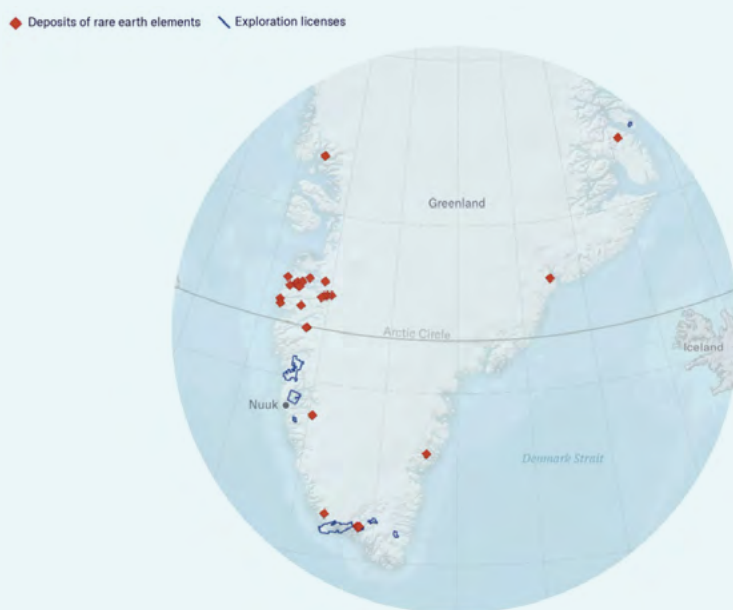 Deposits of rare earth elements
Exploration licenses
Greenland
Arctic Circle
Iceland
Nuuk
Denmark Strait